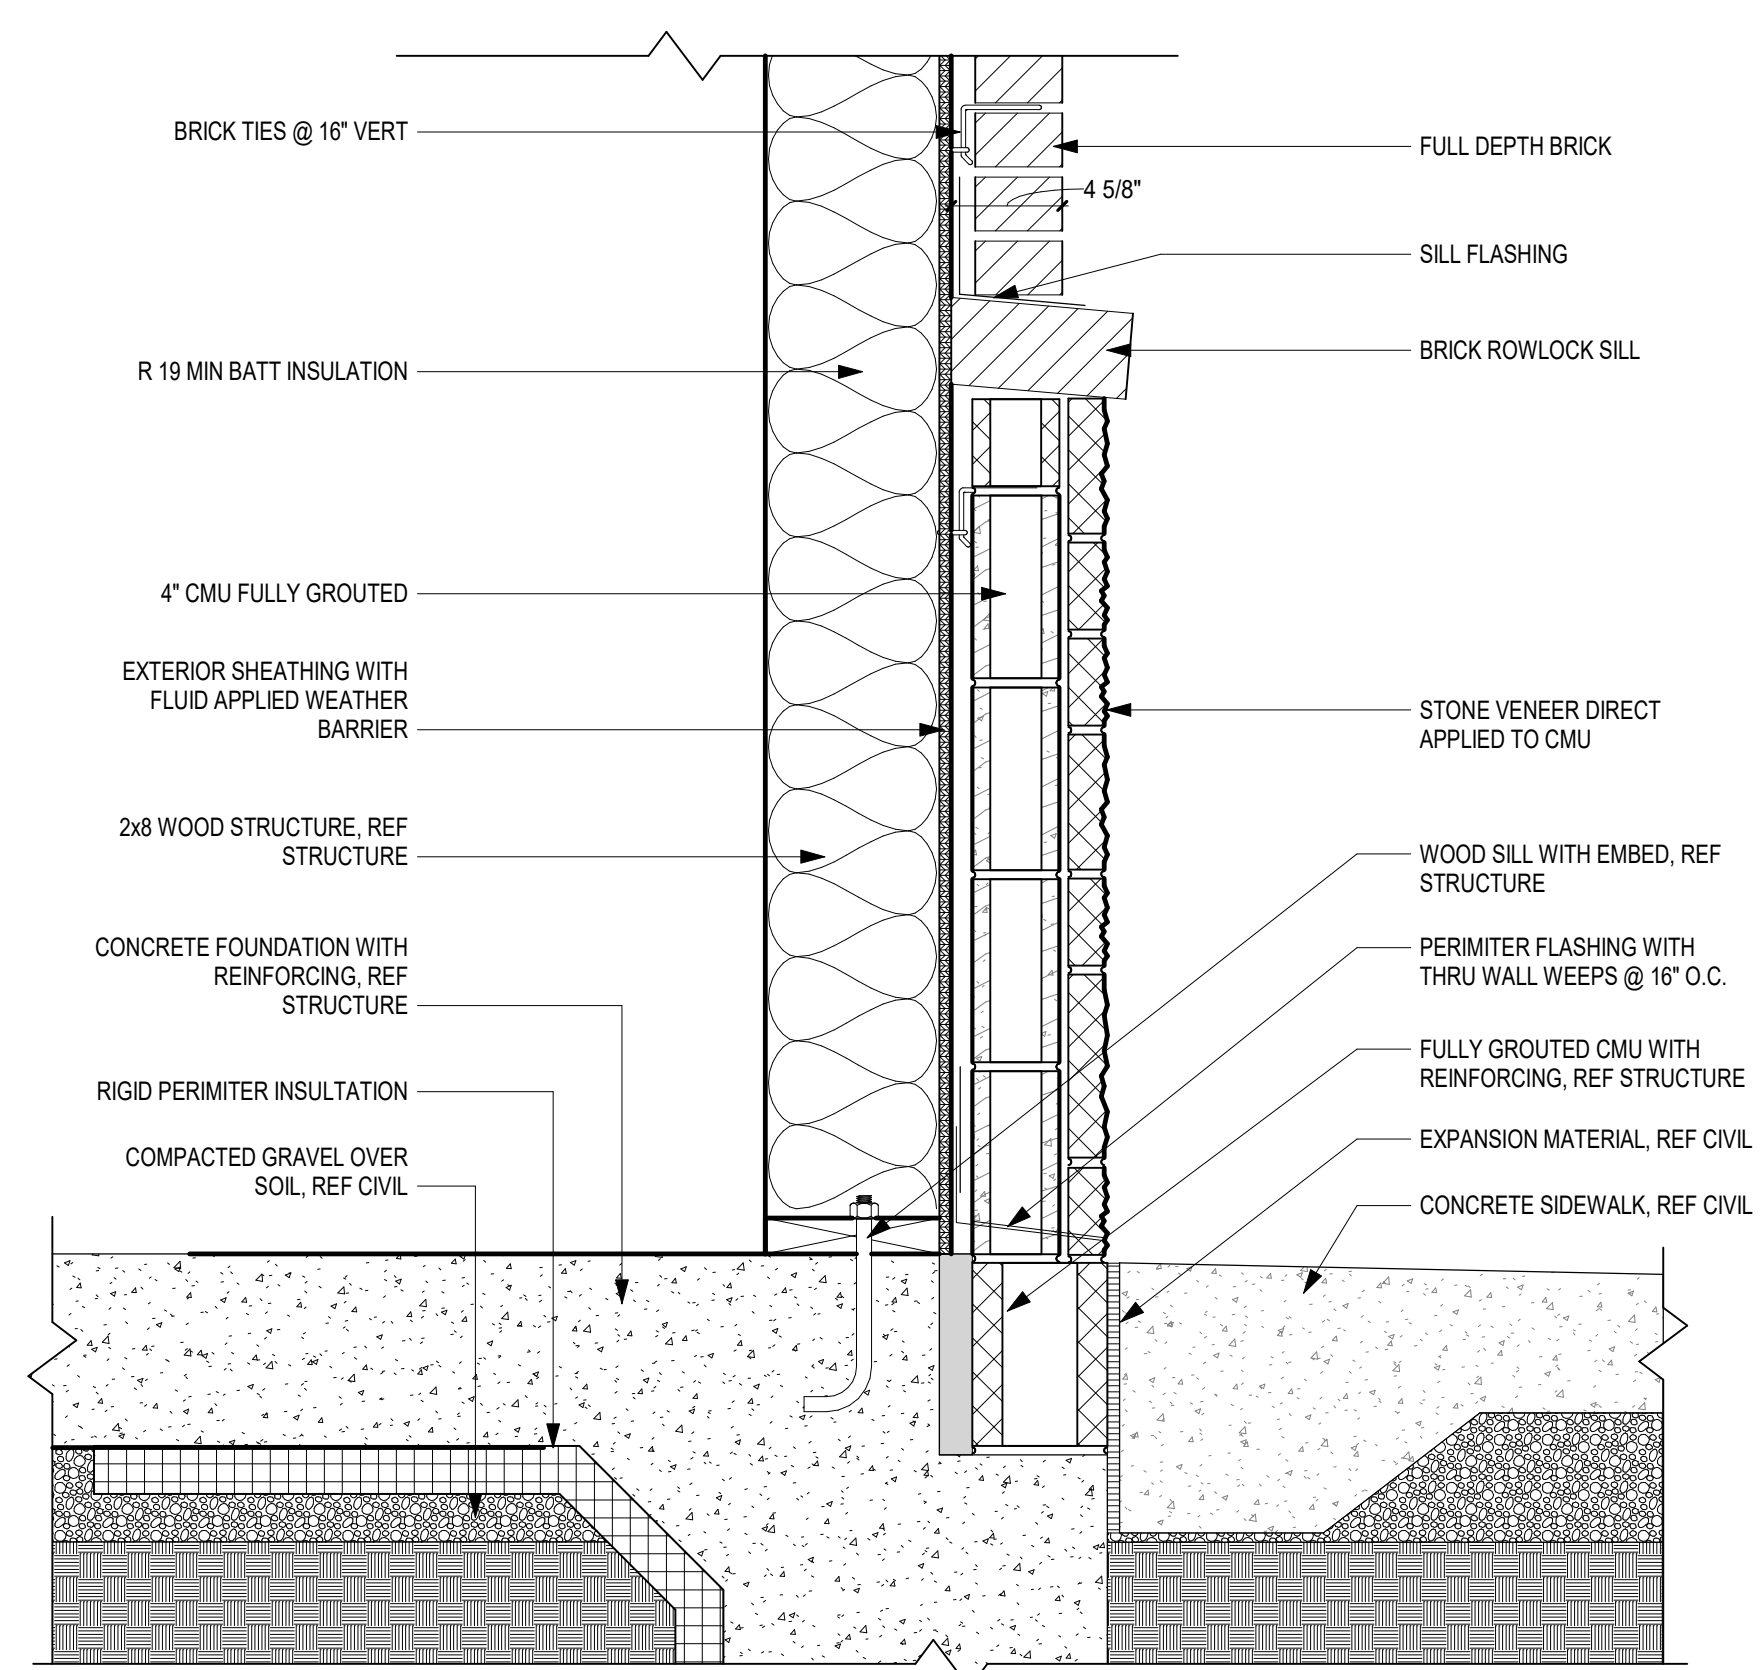 BRICK TIES @ 16" VERT
R 19 MIN BATT INSULATION
4" CMU FULLY GROUTED
EXTERIOR SHEATHING WITH
FLUID APPLIED WEATHER
BARRIER
2x8 WOOD STRUCTURE, REF
STRUCTURE
CONCRETE FOUNDATION WITH
REINFORCING, REF
STRUCTURE
RIGID PERIMITER INSULTATION
COMPACTED GRAVEL OVER
SOIL, REF CIVIL
4 5/8"
FULL DEPTH BRICK
SILL FLASHING
BRICK ROWLOCK SILL
STONE VENEER DIRECT
APPLIED TO CMU
WOOD SILL WITH EMBED, REF
STRUCTURE
PERIMITER FLASHING WITH
THRU WALL WEEPS @ 16" O.C.
FULLY GROUTED CMU WITH
REINFORCING, REF STRUCTURE
EXPANSION MATERIAL, REF CIVIL
CONCRETE SIDEWALK, REF CIVIL